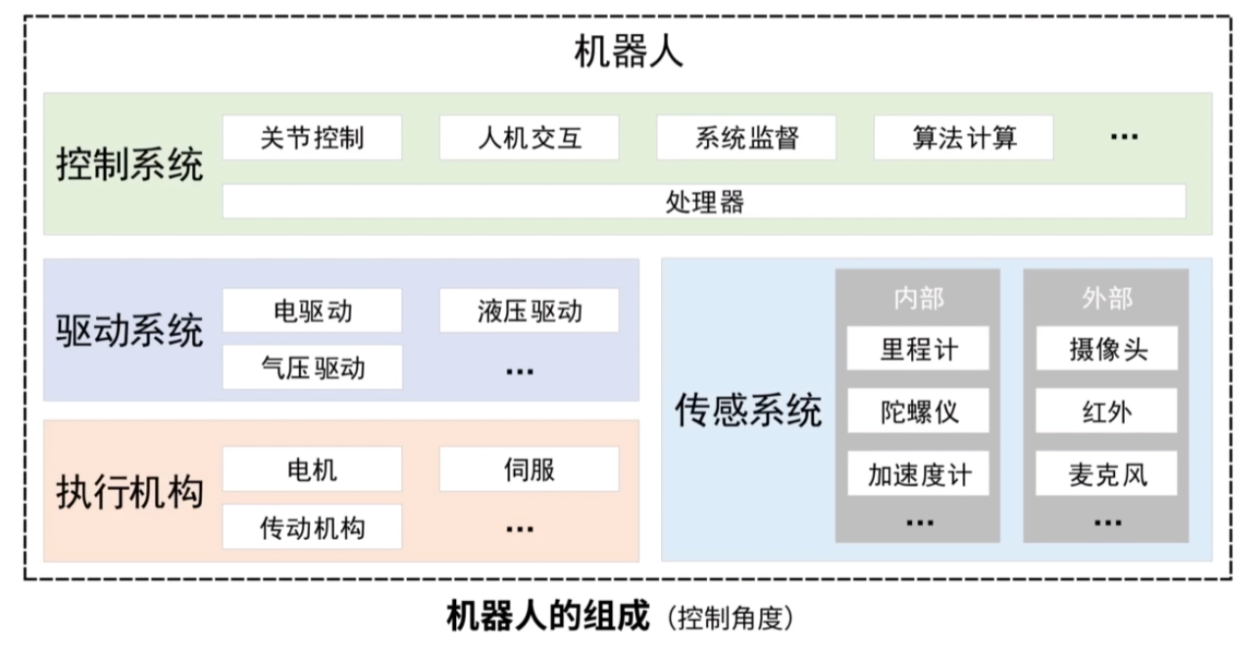 机器人
控制系统
关节控制 人机交互 系统监督 算法计算 ...
处理器
驱动系统
电驱动 液压驱动
气压驱动 ...
执行机构
电机 伺服
传动机构 ...
传感系统
内部
里程计
陀螺仪
加速度计
...
外部
摄像头
红外
麦克风
...
机器人的组成（控制角度）